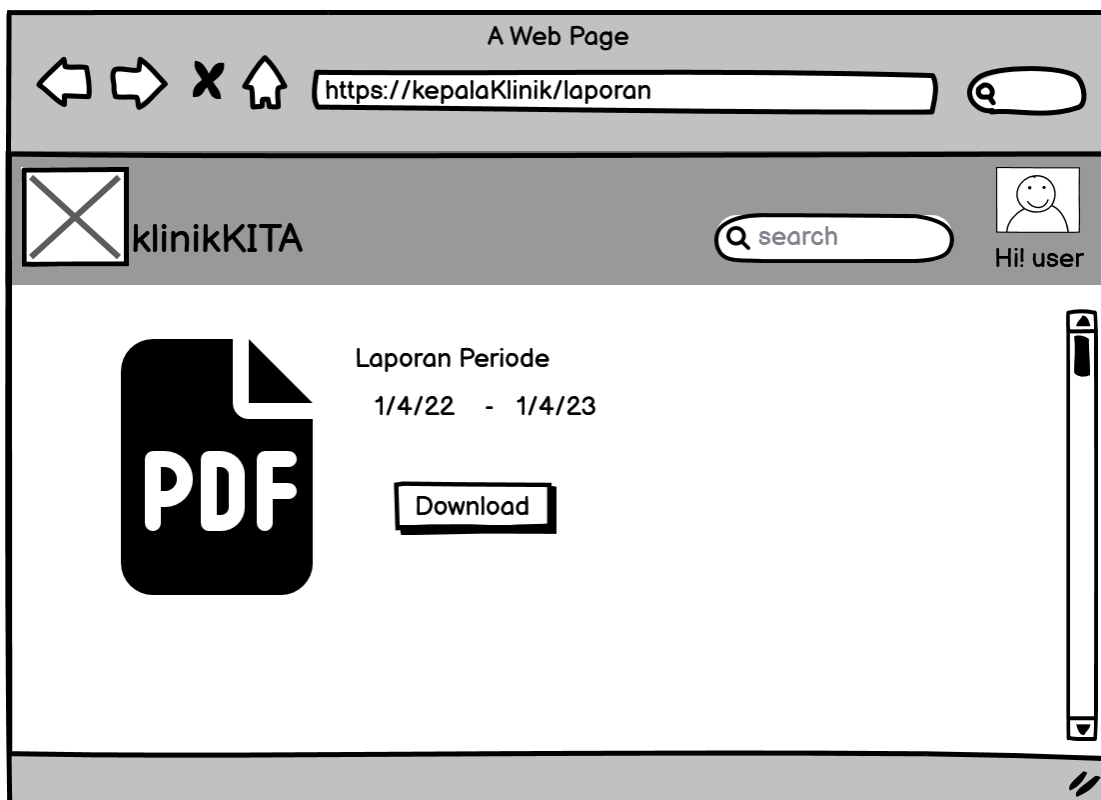 A Web Page
https://kepalaKlinik/laporan
klinikKITA
search
Hi! user
Laporan Periode
1/4/22 - 1/4/23
PDF
Download